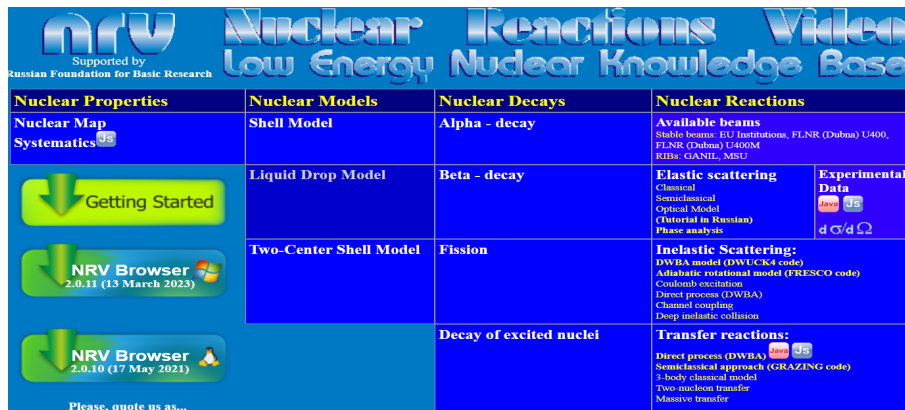 nrv
Supported by
Russian Foundation for Basic Research
Nuclear Reactions Video
Low Energy Nuclear Knowledge Base
Nuclear Properties
Nuclear Map
Systematics JS
Getting Started
NRV Browser
2.0.11 (13 March 2023)
NRV Browser
2.0.10 (17 May 2021)
Please, quote us as...
Nuclear Models
Shell Model
Liquid Drop Model
Two-Center Shell Model
Nuclear Decays
Alpha - decay
Beta - decay
Fission
Decay of excited nuclei
Nuclear Reactions
Available beams
Stable beams: EU Institutions, FLNR (Dubna) U400,
FLNR (Dubna) U400M
RIBs: GANIL, MSU
Elastic scattering
Classical
Semiclassical
Optical Model
(Tutorial in Russian)
Phase analysis
Experimental
Data
Java JS
dσ/dΩ
Inelastic Scattering:
DWBA model (DWUCK4 code)
Adiabatic rotational model (FRESCO code)
Coulomb excitation
Direct process (DWBA)
Channel coupling
Deep inelastic collision
Transfer reactions:
Direct process (DWBA) Java JS
Semiclassical approach (GRAZING code)
3-body classical model
Two-nucleon transfer
Massive transfer